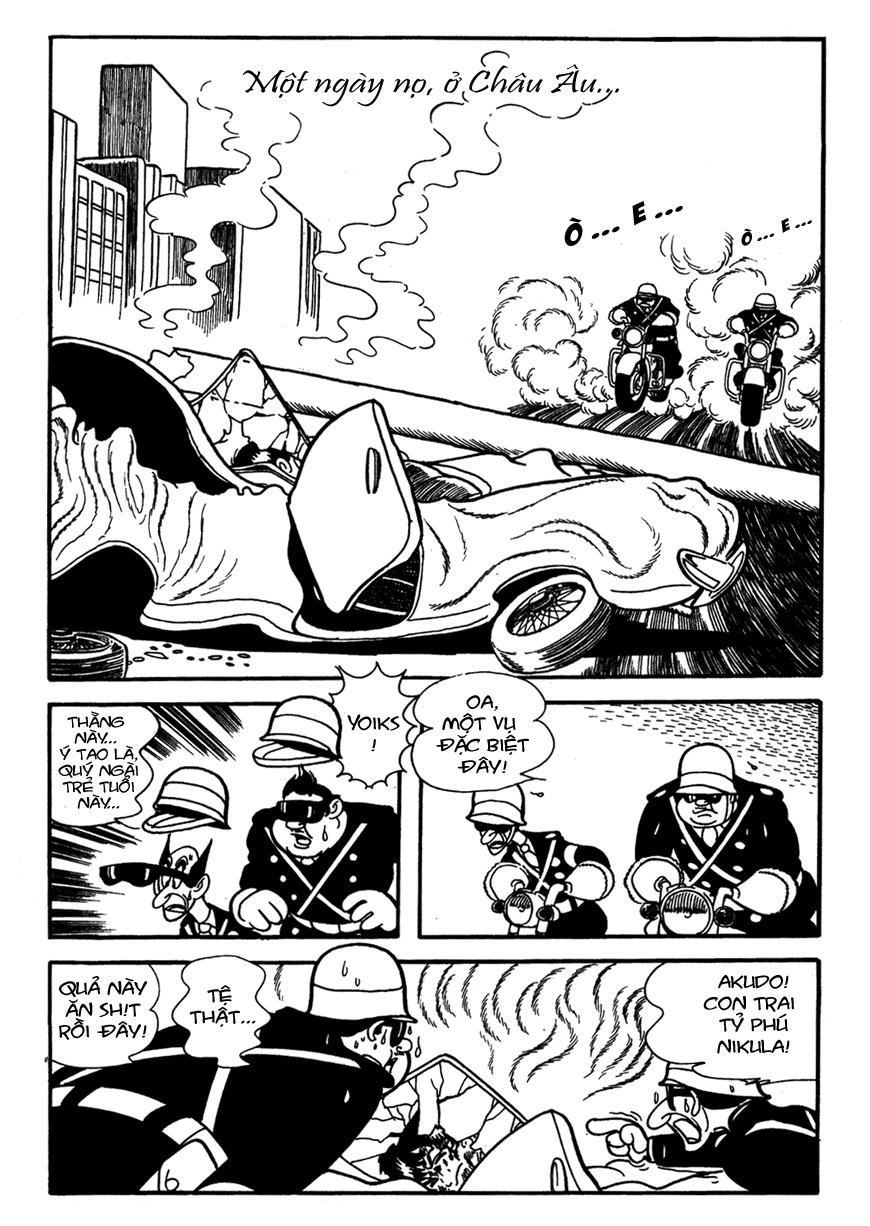 Một ngày nọ, ở Châu Âu...
Ò ... E ...
Ò ... E ...
OA,
MỘT VỤ
ĐẶC BIỆT
ĐÂY!
YOIKS
!
THẰNG
NÀY...
Ý TAO LÀ,
QUÝ NGÀI
TRẺ TUỔI
NÀY...
AKUDO!
CON TRAI
TỶ PHÚ
NIKULA!
TỆ
THẬT...
QUẢ NÀY
ĂN SH!T
RỒI ĐÂY!